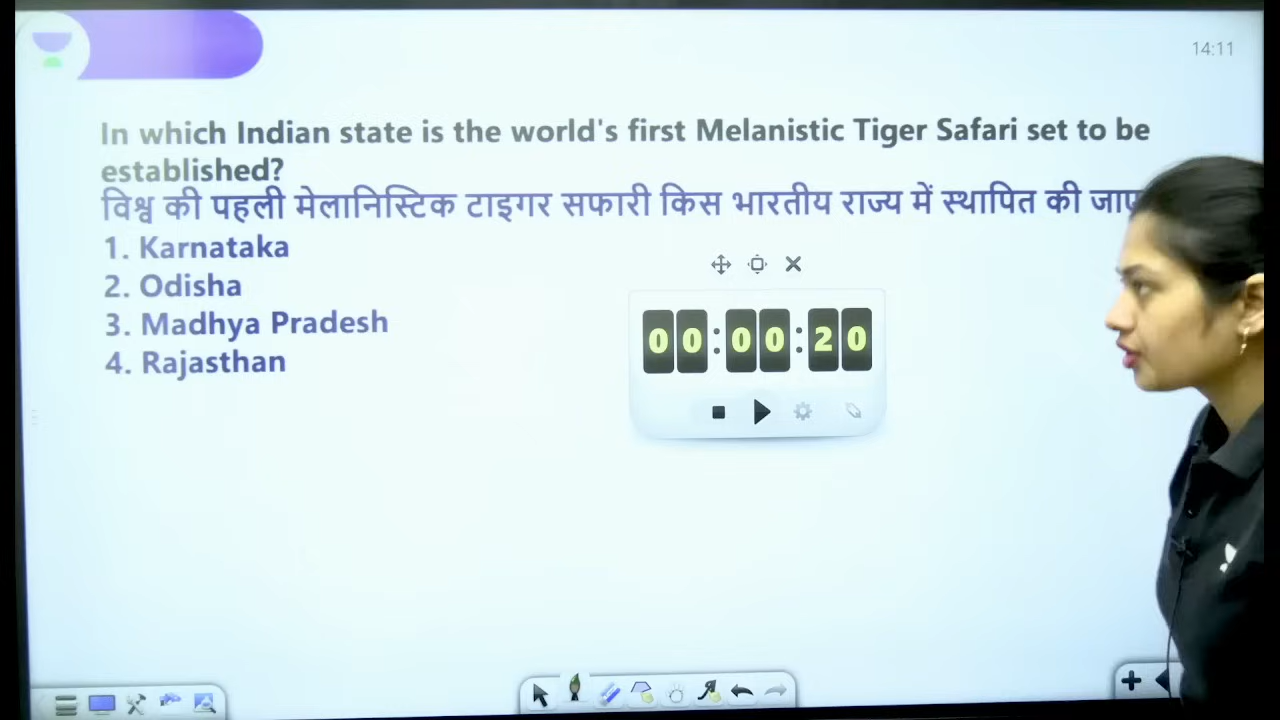 14:11
In which Indian state is the world's first Melanistic Tiger Safari set to be
established?
विश्व की पहली मेलानिस्टिक टाइगर सफारी किस भारतीय राज्य में स्थापित की
1. Karnataka
2. Odisha
3. Madhya Pradesh
4. Rajasthan
00:00:20